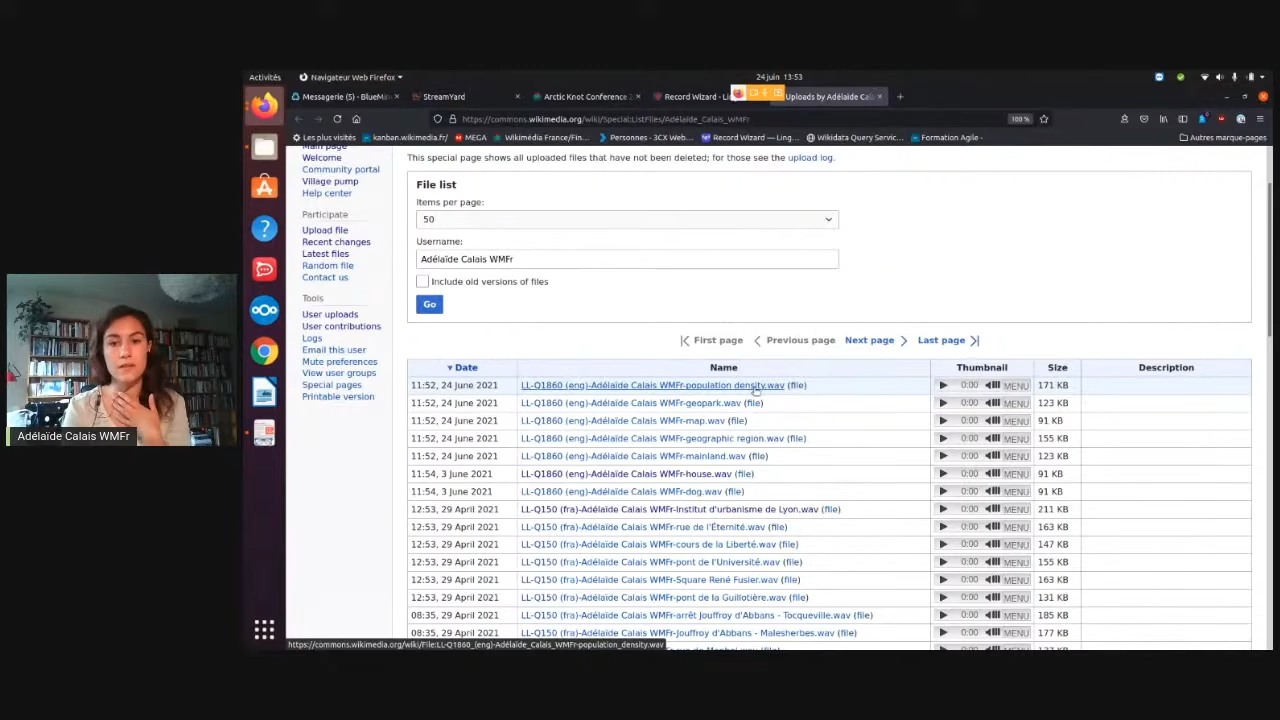 Activités
Navigateur Web Firefox
24 juin 13:53
Messagerie (5) - BlueMin
StreamYard
Arctic Knot Conference 2
Record Wizard - Li
Uploads by Adélaïde Cal
https://commons.wikimedia.org/wiki/Special:ListFiles/Adélaïde_Calais_WMFr
100%
Les plus visités
kanban.wikimedia.fr/
MEGA
Wikimédia France/Fin...
Personnes - 3CX Web...
Record Wizard — Ling...
Wikidata Query Servic...
Formation Agile -
Autres marque-pages
Main page
Welcome
Community portal
Village pump
Help center
Participate
Upload file
Recent changes
Latest files
Random file
Contact us
Tools
User uploads
User contributions
Logs
Email this user
Mute preferences
View user groups
Special pages
Printable version
This special page shows all uploaded files that have not been deleted; for those see the upload log.
File list
Items per page:
50
Username:
Adélaïde Calais WMFr
Include old versions of files
Go
First page Previous page Next page Last page
Date Name Thumbnail Size Description
11:52, 24 June 2021 LL-Q1860 (eng)-Adélaïde Calais WMFr-population density.wav (file) 0:00 MENU 171 KB
11:52, 24 June 2021 LL-Q1860 (eng)-Adélaïde Calais WMFr-geopark.wav (file) 0:00 MENU 123 KB
11:52, 24 June 2021 LL-Q1860 (eng)-Adélaïde Calais WMFr-map.wav (file) 0:00 MENU 91 KB
11:52, 24 June 2021 LL-Q1860 (eng)-Adélaïde Calais WMFr-geographic region.wav (file) 0:00 MENU 155 KB
11:52, 24 June 2021 LL-Q1860 (eng)-Adélaïde Calais WMFr-mainland.wav (file) 0:00 MENU 123 KB
11:54, 3 June 2021 LL-Q1860 (eng)-Adélaïde Calais WMFr-house.wav (file) 0:00 MENU 91 KB
11:54, 3 June 2021 LL-Q1860 (eng)-Adélaïde Calais WMFr-dog.wav (file) 0:00 MENU 91 KB
12:53, 29 April 2021 LL-Q150 (fra)-Adélaïde Calais WMFr-Institut d'urbanisme de Lyon.wav (file) 0:00 MENU 211 KB
12:53, 29 April 2021 LL-Q150 (fra)-Adélaïde Calais WMFr-rue de l'Éternité.wav (file) 0:00 MENU 163 KB
12:53, 29 April 2021 LL-Q150 (fra)-Adélaïde Calais WMFr-cours de la Liberté.wav (file) 0:00 MENU 147 KB
12:53, 29 April 2021 LL-Q150 (fra)-Adélaïde Calais WMFr-pont de l'Université.wav (file) 0:00 MENU 155 KB
12:53, 29 April 2021 LL-Q150 (fra)-Adélaïde Calais WMFr-Square René Fusier.wav (file) 0:00 MENU 163 KB
12:53, 29 April 2021 LL-Q150 (fra)-Adélaïde Calais WMFr-pont de la Guillotière.wav (file) 0:00 MENU 131 KB
08:35, 29 April 2021 LL-Q150 (fra)-Adélaïde Calais WMFr-arrêt Jouffroy d'Abbans - Tocqueville.wav (file) 0:00 MENU 185 KB
08:35, 29 April 2021 LL-Q150 (fra)-Adélaïde Calais WMFr-Jouffroy d'Abbans - Malesherbes.wav (file) 0:00 MENU 177 KB
https://commons.wikimedia.org/wiki/File:LL-Q1860_(eng)-Adélaïde_Calais_WMFr-population_density.wav
Adélaïde Calais WMFr